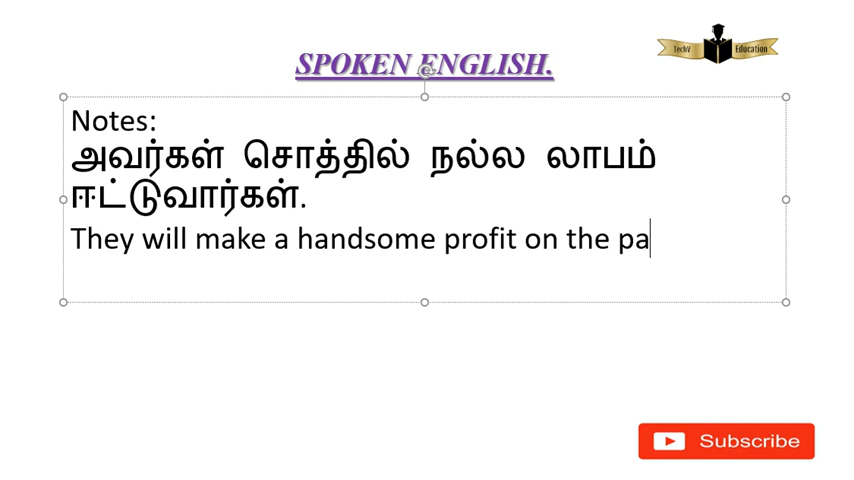 TechY Education
SPOKEN ENGLISH.
Notes:
அவர்கள் சொத்தில் நல்ல லாபம்
ஈட்டுவார்கள்.
They will make a handsome profit on the pa
Subscribe